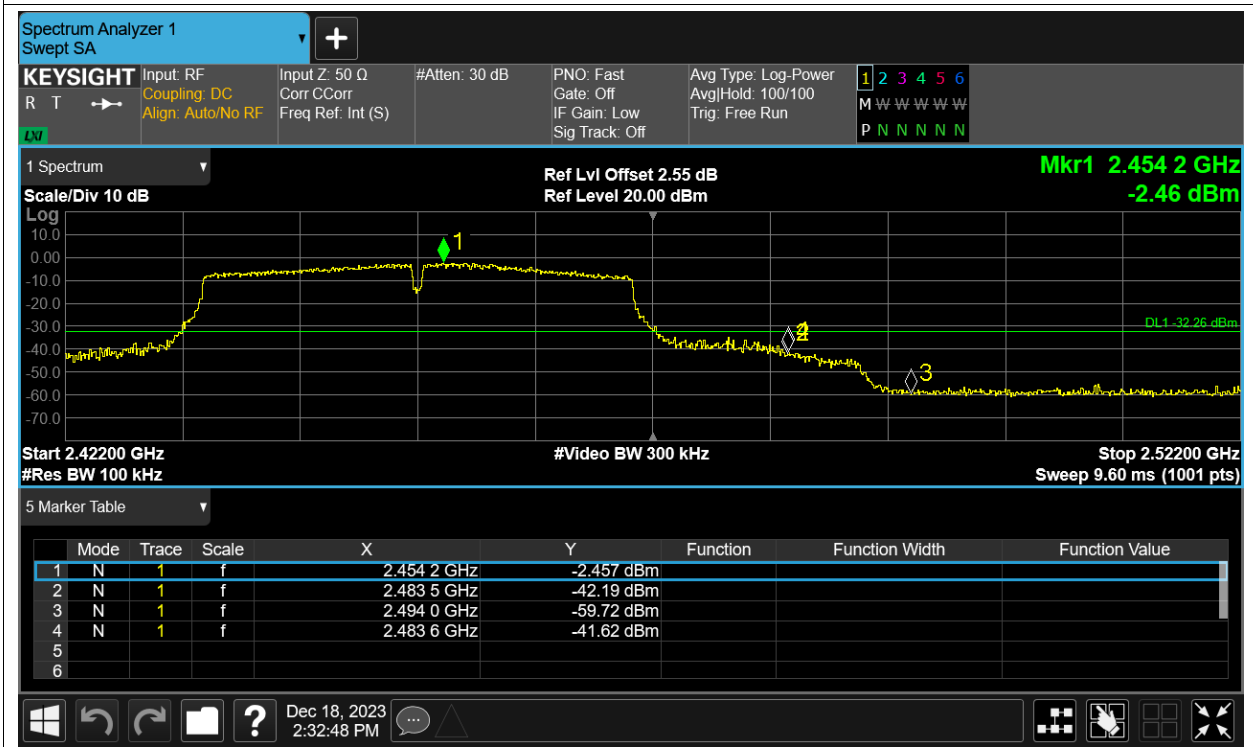 Spectrum Analyzer 1
Swept SA
KEYSIGHT
R T
LXI
Input: RF
Coupling: DC
Align: Auto/No RF
Input Z: 50 Ω
Corr CCorr
Freq Ref: Int (S)
#Atten: 30 dB
PNO: Fast
Gate: Off
IF Gain: Low
Sig Track: Off
Avg Type: Log-Power
Avg|Hold: 100/100
Trig: Free Run
1 2 3 4 5 6
M W W W W W
P N N N N N
1 Spectrum
Scale/Div 10 dB
Ref Lvl Offset 2.55 dB
Ref Level 20.00 dBm
Mkr1 2.454 2 GHz
-2.46 dBm
Log
10.0
0.00
-10.0
-20.0
-30.0
-40.0
-50.0
-60.0
-70.0
1
3
DL1 -32.26 dBm
Start 2.42200 GHz
#Res BW 100 kHz
#Video BW 300 kHz
Stop 2.52200 GHz
Sweep 9.60 ms (1001 pts)
5 Marker Table
Mode Trace Scale X Y Function Function Width Function Value
1 N 1 f 2.454 2 GHz -2.457 dBm
2 N 1 f 2.483 5 GHz -42.19 dBm
3 N 1 f 2.494 0 GHz -59.72 dBm
4 N 1 f 2.483 6 GHz -41.62 dBm
5
6
?
Dec 18, 2023
2:32:48 PM